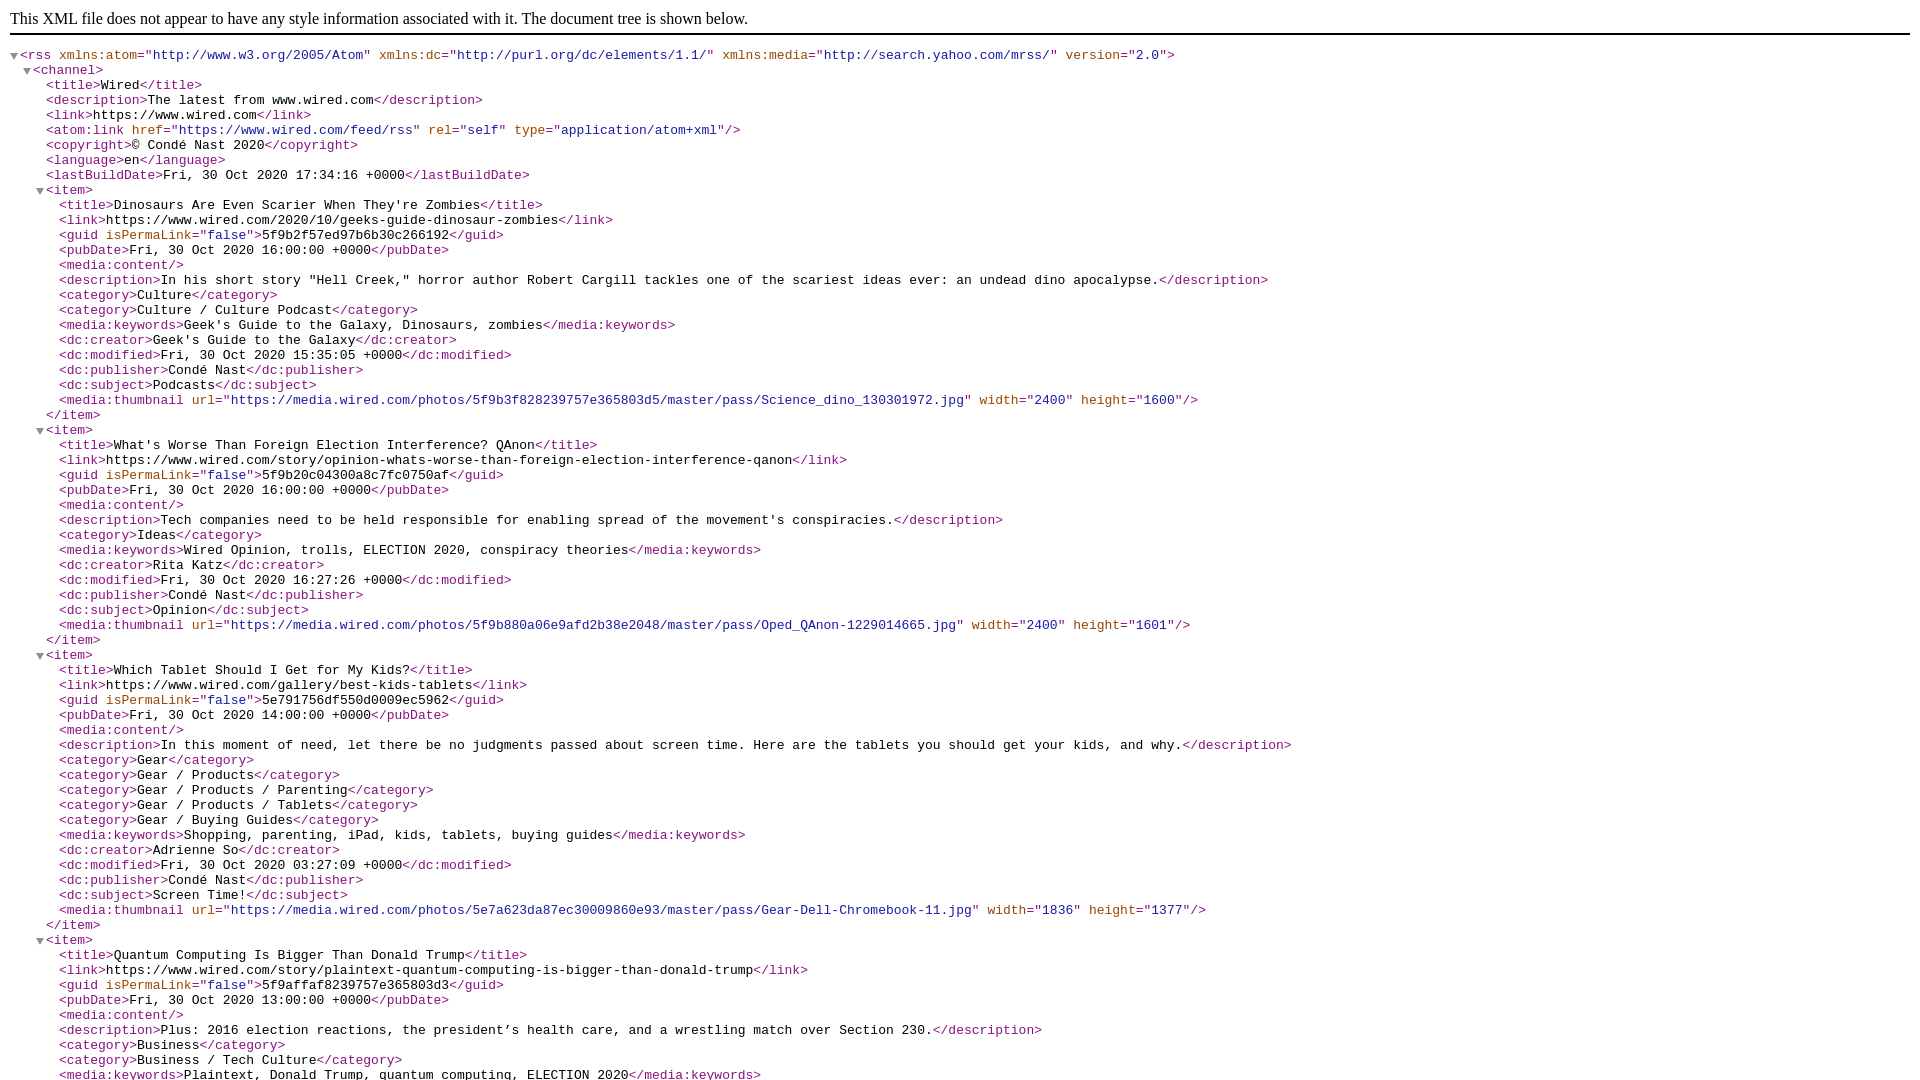 This XML file does not appear to have any style information associated with it. The document tree is shown below.
<rss xmlns:atom="http://www.w3.org/2005/Atom" xmlns:dc="http://purl.org/dc/elements/1.1/" xmlns:media="http://search.yahoo.com/mrss/" version="2.0">
<channel>
<title>Wired</title>
<description>The latest from www.wired.com</description>
<link>https://www.wired.com</link>
<atom:link href="https://www.wired.com/feed/rss" rel="self" type="application/atom+xml"/>
<copyright>© Condé Nast 2020</copyright>
<language>en</language>
<lastBuildDate>Fri, 30 Oct 2020 17:34:16 +0000</lastBuildDate>
<item>
<title>Dinosaurs Are Even Scarier When They're Zombies</title>
<link>https://www.wired.com/2020/10/geeks-guide-dinosaur-zombies</link>
<guid isPermaLink="false">5f9b2f57ed97b6b30c266192</guid>
<pubDate>Fri, 30 Oct 2020 16:00:00 +0000</pubDate>
<media:content/>
<description>In his short story "Hell Creek," horror author Robert Cargill tackles one of the scariest ideas ever: an undead dino apocalypse.</description>
<category>Culture</category>
<category>Culture / Culture Podcast</category>
<media:keywords>Geek's Guide to the Galaxy, Dinosaurs, zombies</media:keywords>
<dc:creator>Geek's Guide to the Galaxy</dc:creator>
<dc:modified>Fri, 30 Oct 2020 15:35:05 +0000</dc:modified>
<dc:publisher>Condé Nast</dc:publisher>
<dc:subject>Podcasts</dc:subject>
<media:thumbnail url="https://media.wired.com/photos/5f9b3f828239757e365803d5/master/pass/Science_dino_130301972.jpg" width="2400" height="1600"/>
</item>
<item>
<title>What's Worse Than Foreign Election Interference? QAnon</title>
<link>https://www.wired.com/story/opinion-whats-worse-than-foreign-election-interference-qanon</link>
<guid isPermaLink="false">5f9b20c04300a8c7fc0750af</guid>
<pubDate>Fri, 30 Oct 2020 16:00:00 +0000</pubDate>
<media:content/>
<description>Tech companies need to be held responsible for enabling spread of the movement's conspiracies.</description>
<category>Ideas</category>
<media:keywords>Wired Opinion, trolls, ELECTION 2020, conspiracy theories</media:keywords>
<dc:creator>Rita Katz</dc:creator>
<dc:modified>Fri, 30 Oct 2020 16:27:26 +0000</dc:modified>
<dc:publisher>Condé Nast</dc:publisher>
<dc:subject>Opinion</dc:subject>
<media:thumbnail url="https://media.wired.com/photos/5f9b880a06e9afd2b38e2048/master/pass/Oped_QAnon-1229014665.jpg" width="2400" height="1601"/>
</item>
<item>
<title>Which Tablet Should I Get for My Kids?</title>
<link>https://www.wired.com/gallery/best-kids-tablets</link>
<guid isPermaLink="false">5e791756df550d0009ec5962</guid>
<pubDate>Fri, 30 Oct 2020 14:00:00 +0000</pubDate>
<media:content/>
<description>In this moment of need, let there be no judgments passed about screen time. Here are the tablets you should get your kids, and why.</description>
<category>Gear</category>
<category>Gear / Products</category>
<category>Gear / Products / Parenting</category>
<category>Gear / Products / Tablets</category>
<category>Gear / Buying Guides</category>
<media:keywords>Shopping, parenting, iPad, kids, tablets, buying guides</media:keywords>
<dc:creator>Adrienne So</dc:creator>
<dc:modified>Fri, 30 Oct 2020 03:27:09 +0000</dc:modified>
<dc:publisher>Condé Nast</dc:publisher>
<dc:subject>Screen Time!</dc:subject>
<media:thumbnail url="https://media.wired.com/photos/5e7a623da87ec30009860e93/master/pass/Gear-Dell-Chromebook-11.jpg" width="1836" height="1377"/>
</item>
<item>
<title>Quantum Computing Is Bigger Than Donald Trump</title>
<link>https://www.wired.com/story/plaintext-quantum-computing-is-bigger-than-donald-trump</link>
<guid isPermaLink="false">5f9affaf8239757e365803d3</guid>
<pubDate>Fri, 30 Oct 2020 13:00:00 +0000</pubDate>
<media:content/>
<description>Plus: 2016 election reactions, the president’s health care, and a wrestling match over Section 230.</description>
<category>Business</category>
<category>Business / Tech Culture</category>
<media:keywords>Plaintext, Donald Trump, quantum computing, ELECTION 2020</media:keywords>